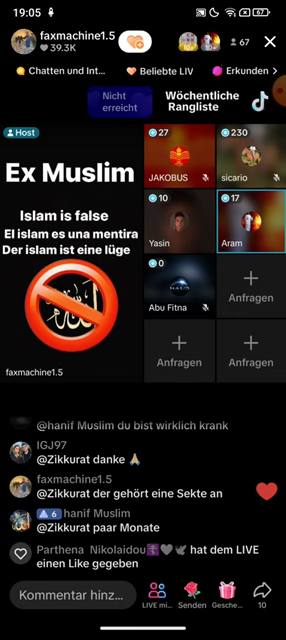 19:05
67
faxmachine1.5
39.3K
67
Chatten und Int...
Beliebte LIV
Erkunden
Nicht erreicht
Wöchentliche Rangliste
Host
Ex Muslim
Islam is false
El islam es una mentira
Der islam ist eine lüge
الله
faxmachine1.5
27
JAKOBUS
230
sicario
10
Yasin
17
Aram
0
Abu Fitna
Anfragen
Anfragen
Anfragen
@hanif Muslim du bist wirklich krank
IGJ97
@Zikkurat danke 🙏🏼
faxmachine1.5
@Zikkurat der gehört eine Sekte an
6 hanif Muslim
@Zikkurat paar Monate
Parthena Nikolaidou✝️🖤🕊 hat dem LIVE
einen Like gegeben
Kommentar hinz...
LIVE mi...
Senden
Gesche...
10